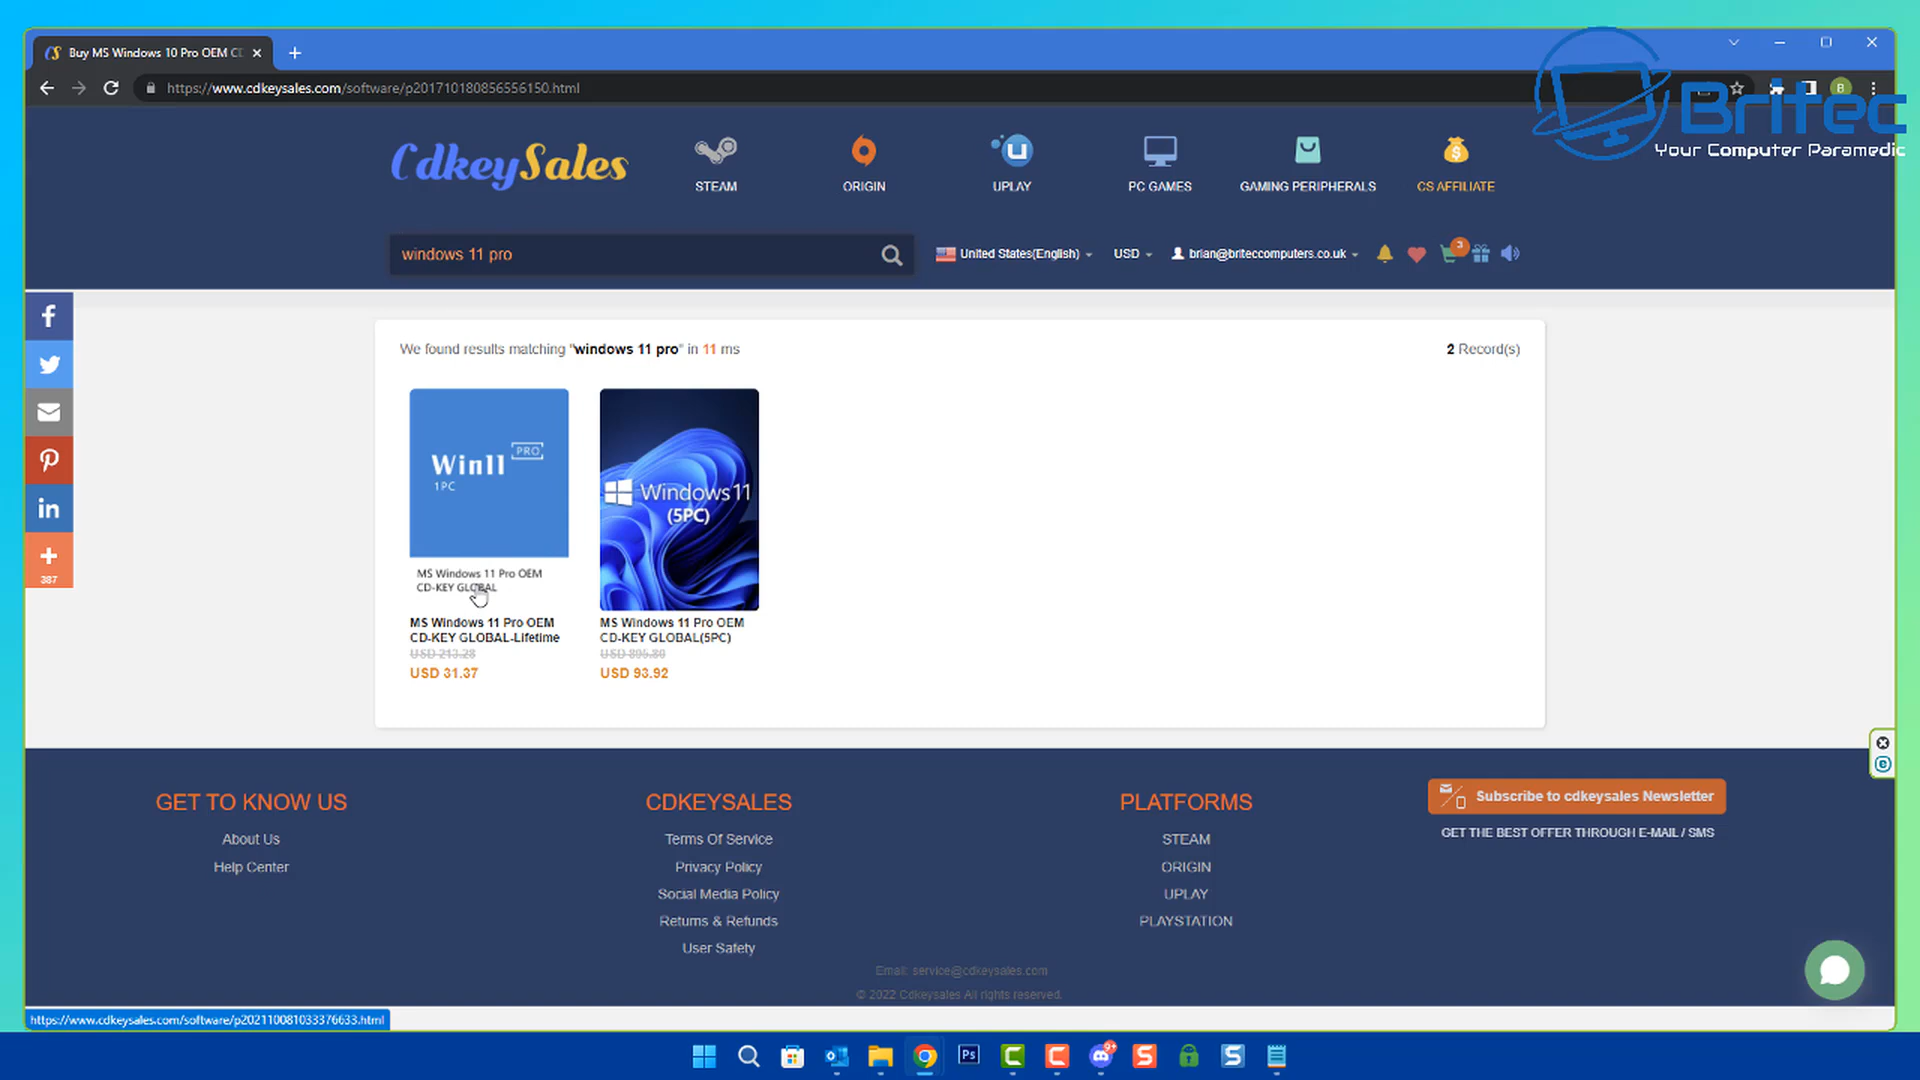 Buy MS Windows 10 Pro OEM CD
https://www.cdkeysales.com/software/p201710180856556150.html
B
Britec
Your Computer Paramedic
CdkeySales
STEAM
ORIGIN
UPLAY
PC GAMES
GAMING PERIPHERALS
CS AFFILIATE
windows 11 pro
United States(English)
USD
brian@briteccomputers.co.uk
3
We found results matching "windows 11 pro" in 11 ms
2 Record(s)
Win11 PRO
1PC
MS Windows 11 Pro OEM
CD-KEY GLOBAL
MS Windows 11 Pro OEM
CD-KEY GLOBAL-Lifetime
USD 213.28
USD 31.37
Windows 11
(5PC)
MS Windows 11 Pro OEM
CD-KEY GLOBAL(5PC)
USD 895.80
USD 93.92
387
GET TO KNOW US
About Us
Help Center
CDKEYSALES
Terms Of Service
Privacy Policy
Social Media Policy
Returns & Refunds
User Safety
PLATFORMS
STEAM
ORIGIN
UPLAY
PLAYSTATION
Subscribe to cdkeysales Newsletter
GET THE BEST OFFER THROUGH E-MAIL / SMS
Email: service@cdkeysales.com
© 2022 Cdkeysales All rights reserved.
https://www.cdkeysales.com/software/p202110081033376633.html
Ps
9+